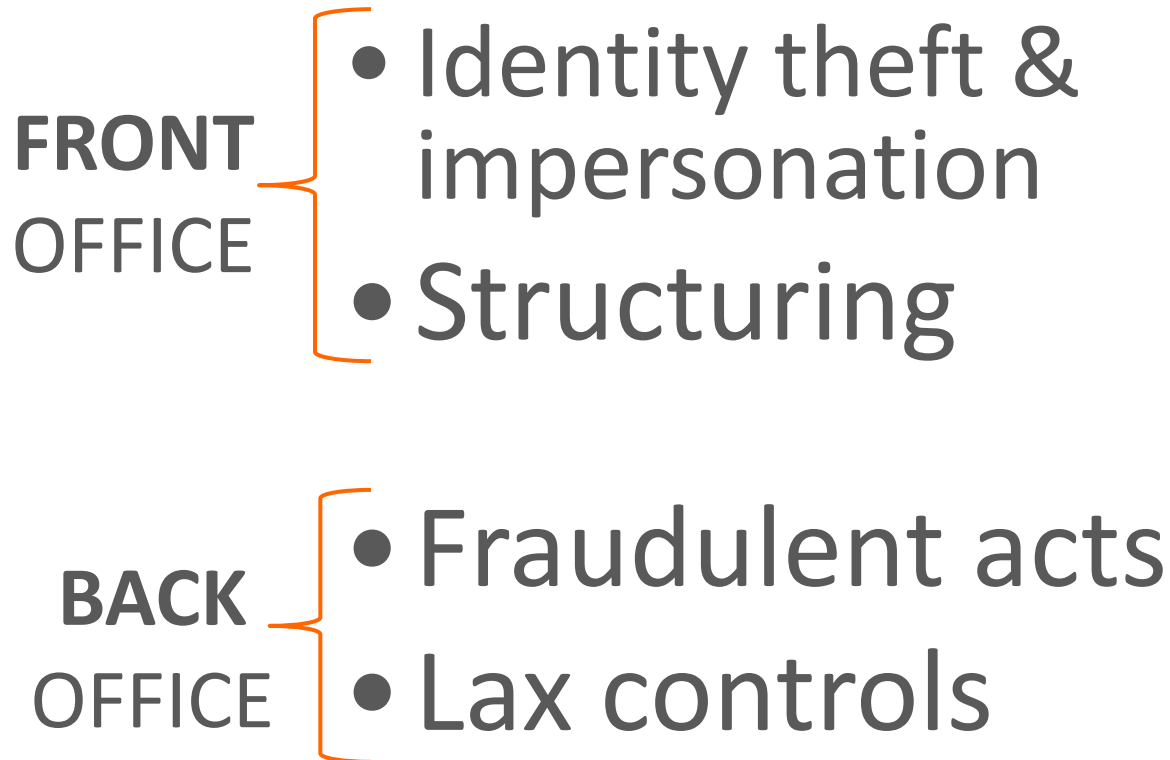 FRONT
OFFICE
• Identity theft &
impersonation
• Structuring
BACK
OFFICE
• Fraudulent acts
• Lax controls